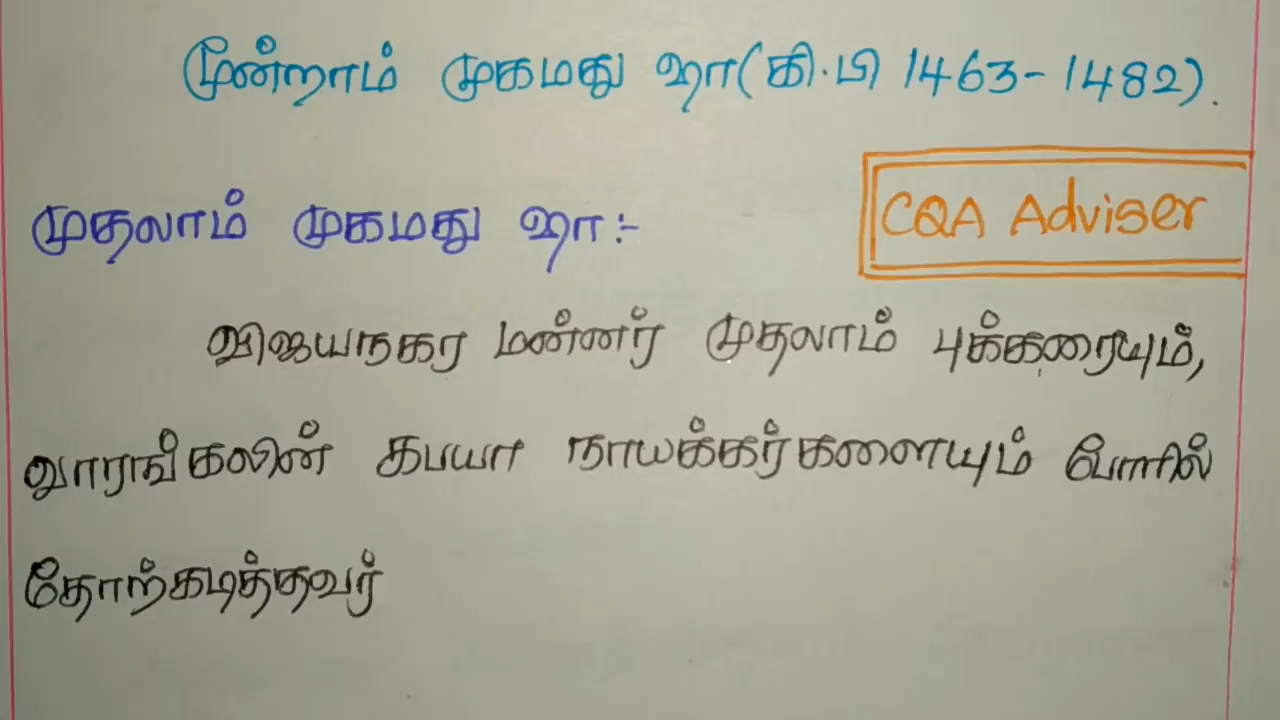 மூன்றாம் முகமது ஷா(கி.பி 1463-1482).
முதலாம் முகமது ஷா:-
CQA Adviser
விஜயநகர மன்னர் முதலாம் புக்கரையும்,
வாரங்கலின் கபயா நாயக்கர்களையும் போரில்
தோற்கடித்தவர்